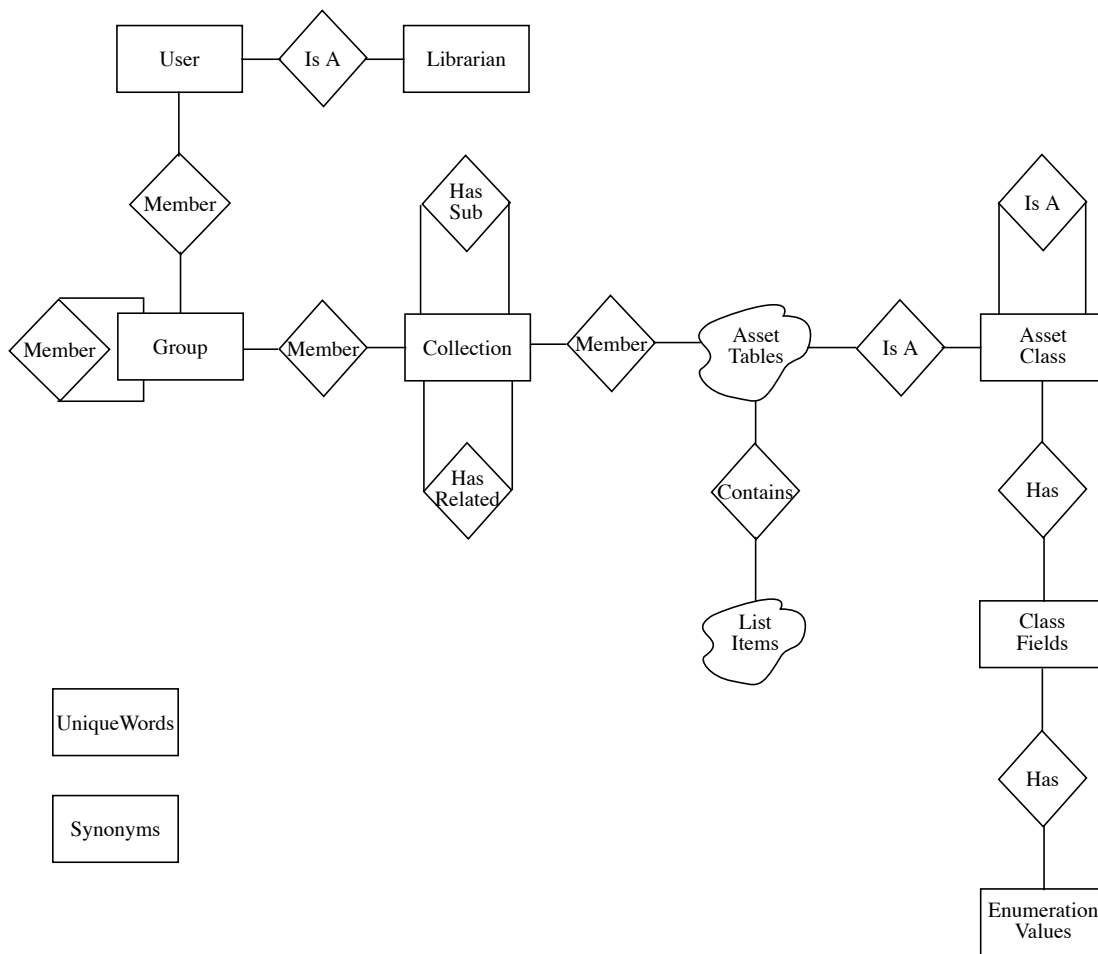 User
Is A
Librarian
Member
Has
Sub
Is A
Member
Group
Member
Collection
Member
Asset
Tables
Is A
Asset
Class
Has
Related
Contains
Has
List
Items
Class
Fields
UniqueWords
Has
Synonyms
Enumeration
Values